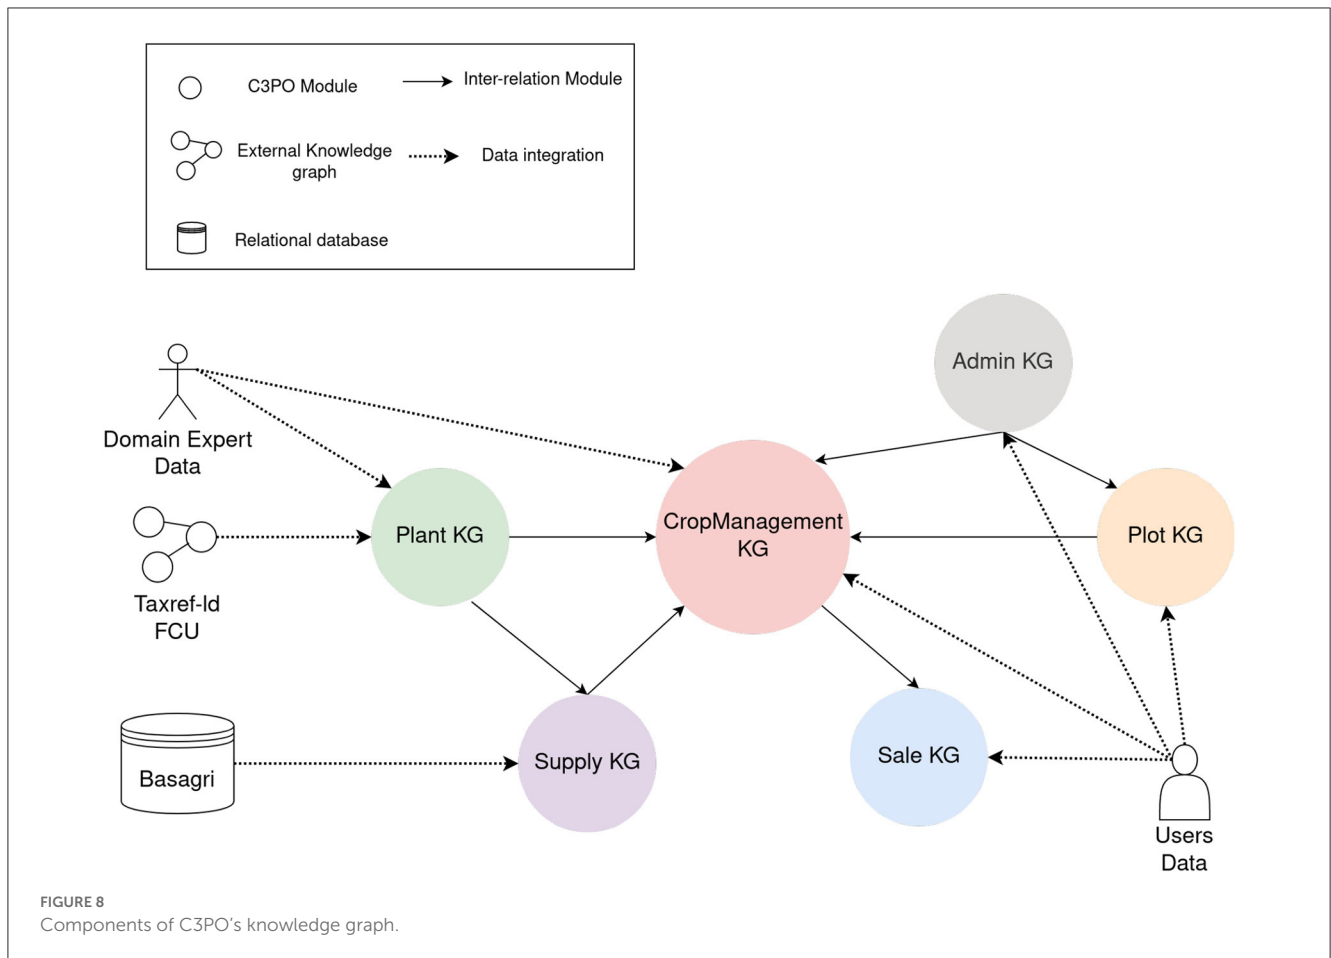 C3PO Module
Inter-relation Module
External Knowledge
graph
Data integration
Relational database
Admin KG
Domain Expert
Data
CropManagement
KG
Plant KG
Plot KG
Taxref-ld
FCU
Supply KG
Sale KG
Basagri
Users
Data
FIGURE 8
Components of C3PO's knowledge graph.